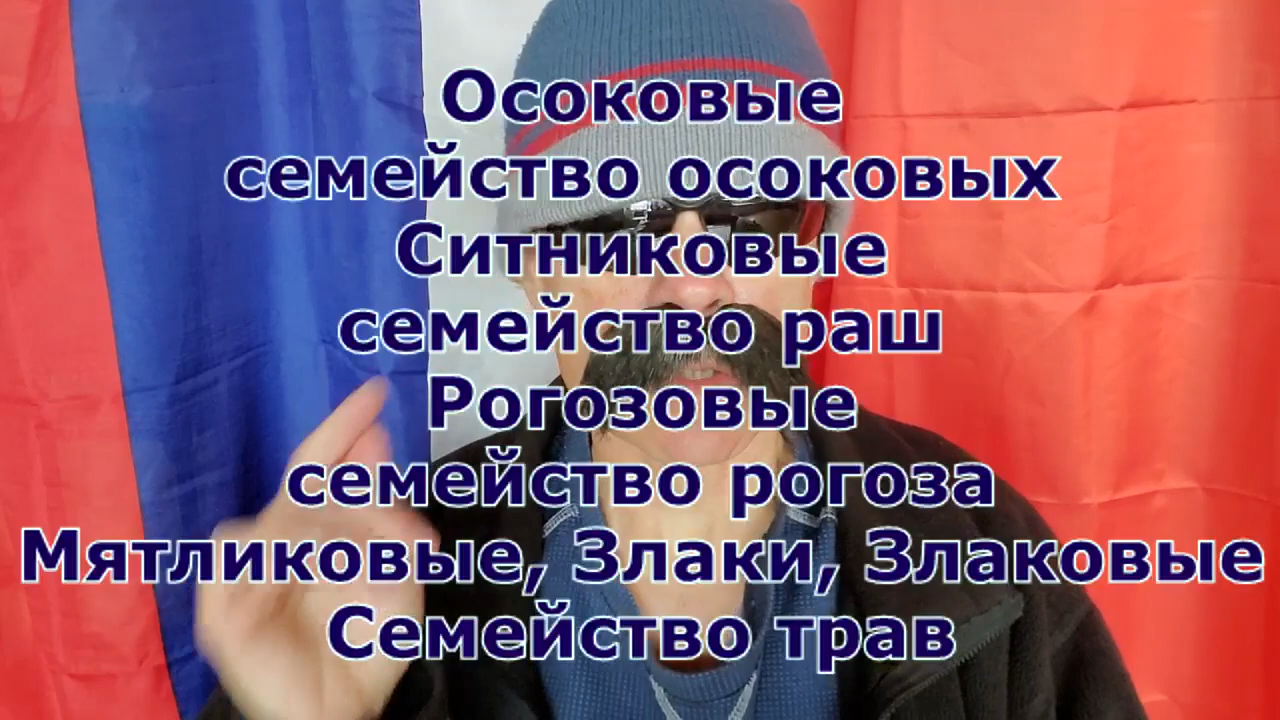 Осоковые
семейство осоковых
Ситниковые
семейство раш
Рогозовые
семейство рогоза
Мятликовые, Злаки, Злаковые
Семейство трав